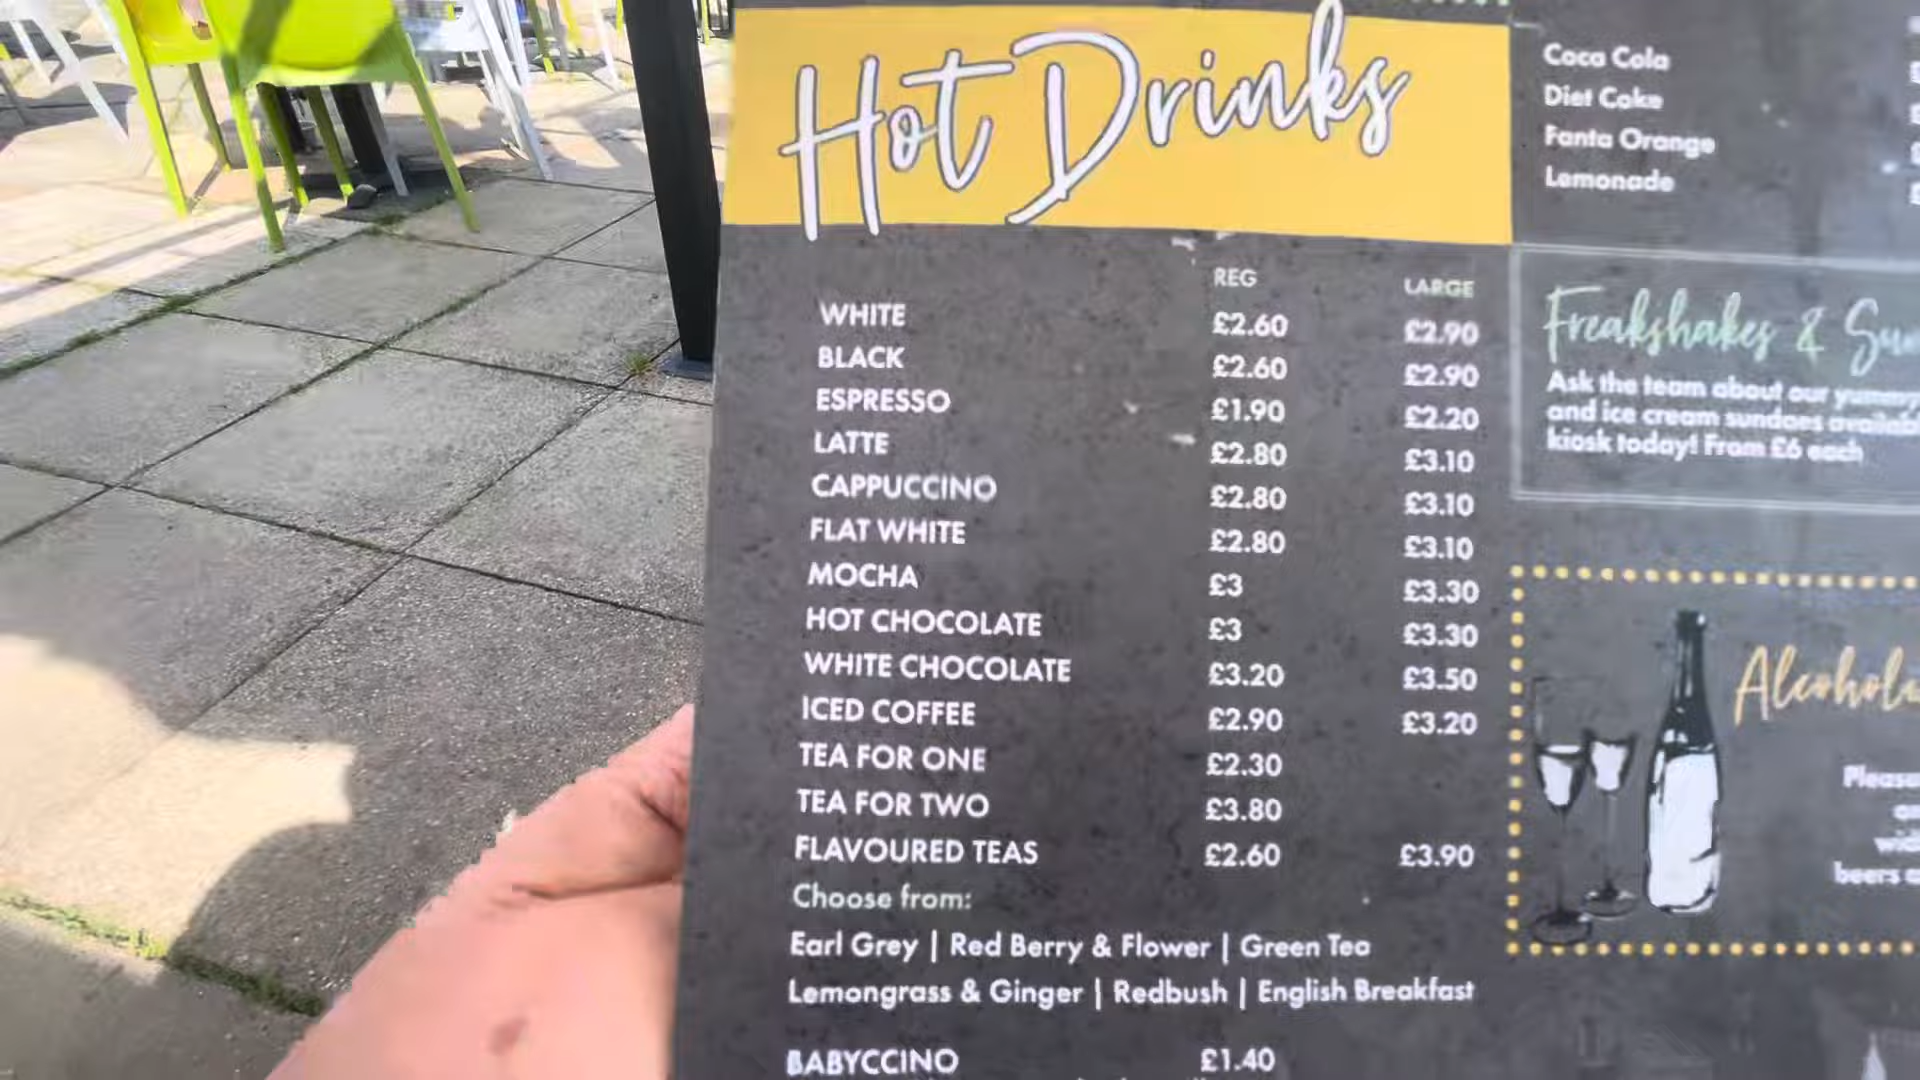 Hot Drinks
REG LARGE
WHITE £2.60 £2.90
BLACK £2.60 £2.90
ESPRESSO £1.90 £2.20
LATTE £2.80 £3.10
CAPPUCCINO £2.80 £3.10
FLAT WHITE £2.80 £3.10
MOCHA £3 £3.30
HOT CHOCOLATE £3 £3.30
WHITE CHOCOLATE £3.20 £3.50
ICED COFFEE £2.90 £3.20
TEA FOR ONE £2.30
TEA FOR TWO £3.80
FLAVOURED TEAS £2.60 £3.90
Choose from:
Earl Grey | Red Berry & Flower | Green Tea
Lemongrass & Ginger | Redbush | English Breakfast
BABYCCINO £1.40
Coca Cola
Diet Coke
Fanta Orange
Lemonade
Freakshakes &
Ask the team about our yummy
and ice cream sundaes
kiosk today! From £6 each
beers